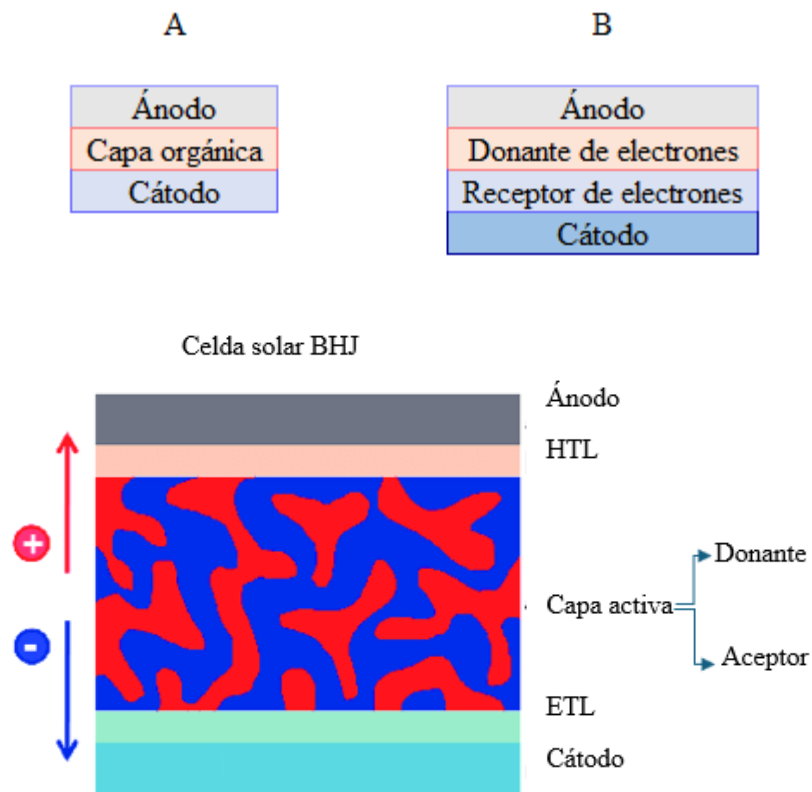 A
B
Ánodo
Capa orgánica
Cátodo
Ánodo
Donante de electrones
Receptor de electrones
Cátodo
Celda solar BHJ
Ánodo
HTL
+
Donante
Capa activa
-
Aceptor
ETL
Cátodo